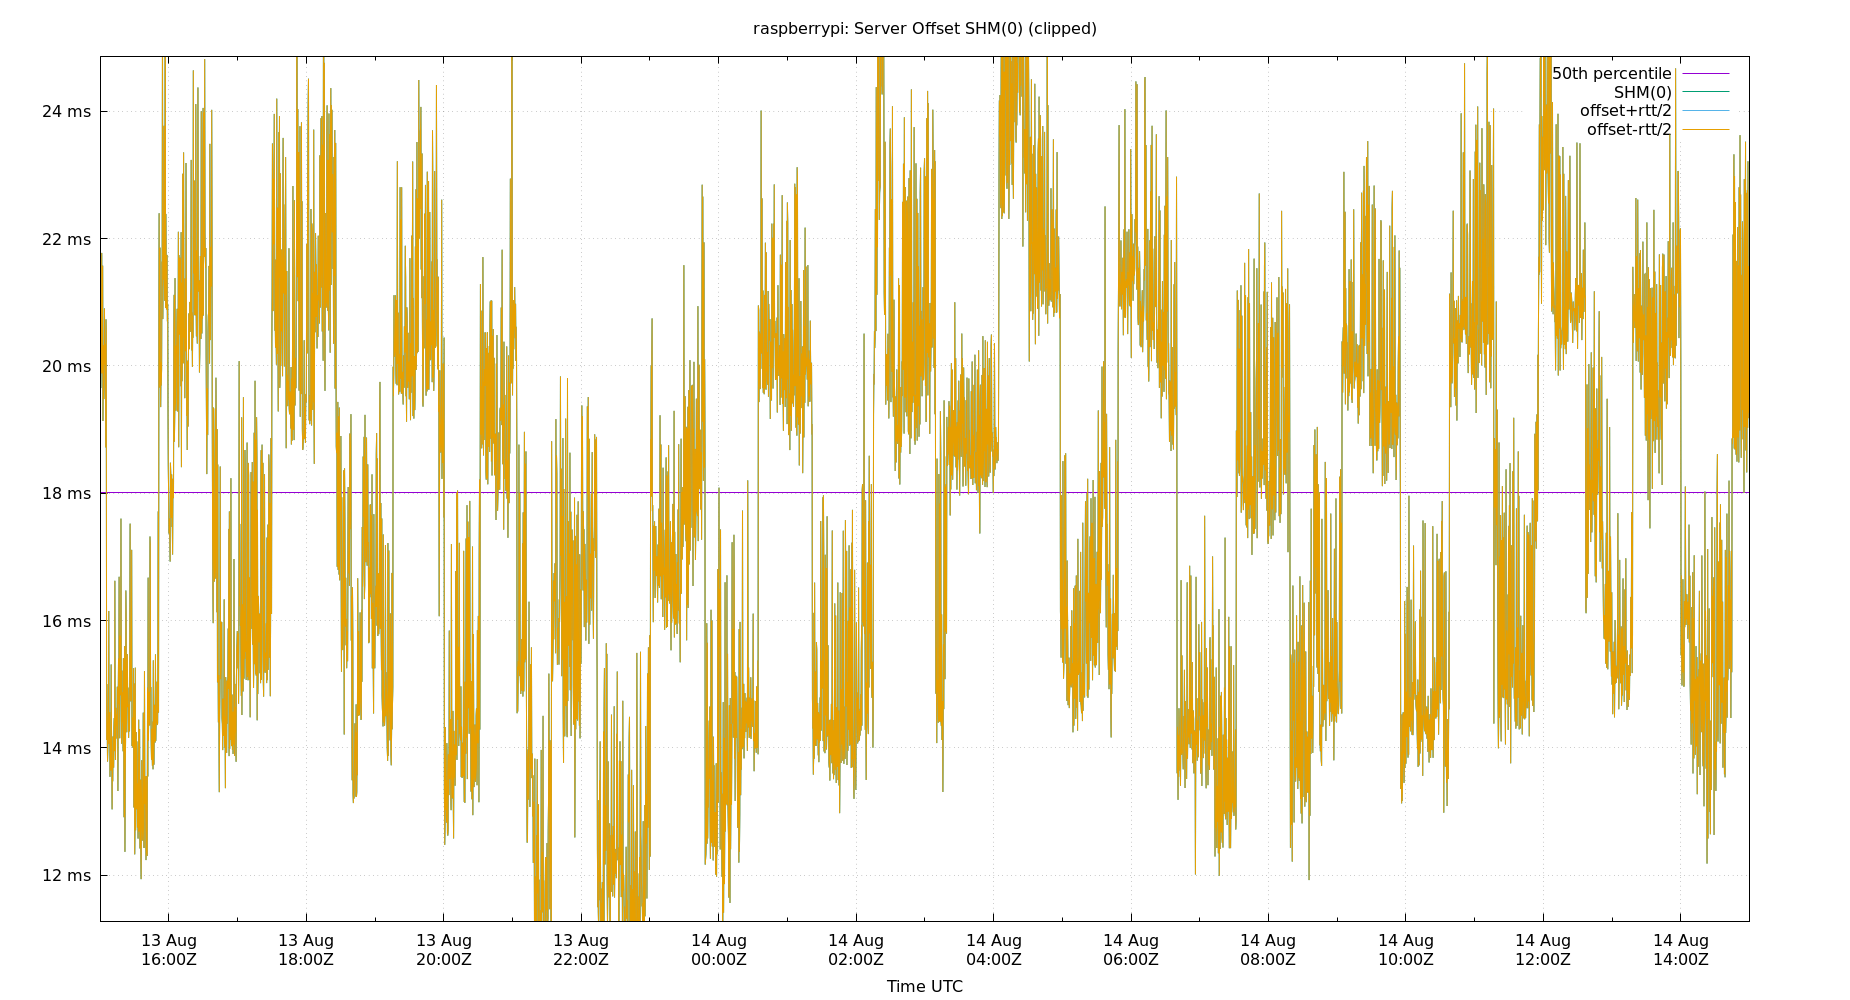 raspberrypi: Server Offset SHM(0) (clipped)
50th percentile
SHM(0)
offset+rtt/2
offset-rtt/2
24 ms
22 ms
20 ms
18 ms
16 ms
14 ms
12 ms
13 Aug 13 Aug 13 Aug 13 Aug 14 Aug 14 Aug 14 Aug 14 Aug 14 Aug 14 Aug 14 Aug 14 Aug
16:00Z 18:00Z 20:00Z 22:00Z 00:00Z 02:00Z 04:00Z 06:00Z 08:00Z 10:00Z 12:00Z 14:00Z
Time UTC